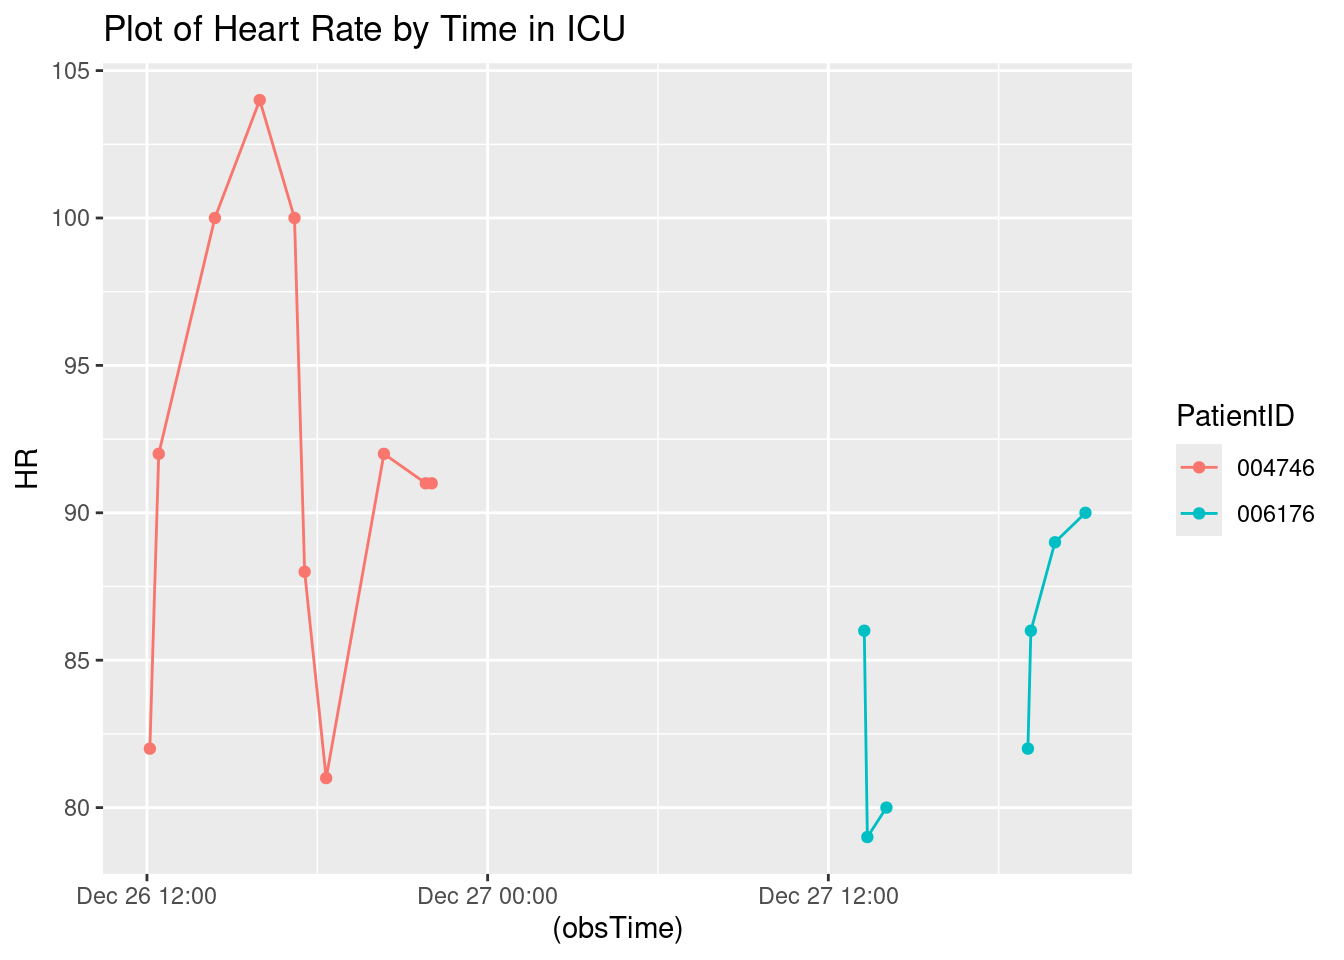 Plot of Heart Rate by Time in ICU
105
100
95
90
85
80
HR
Dec 26 12:00
Dec 27 00:00
Dec 27 12:00
(obsTime)
PatientID
004746
006176